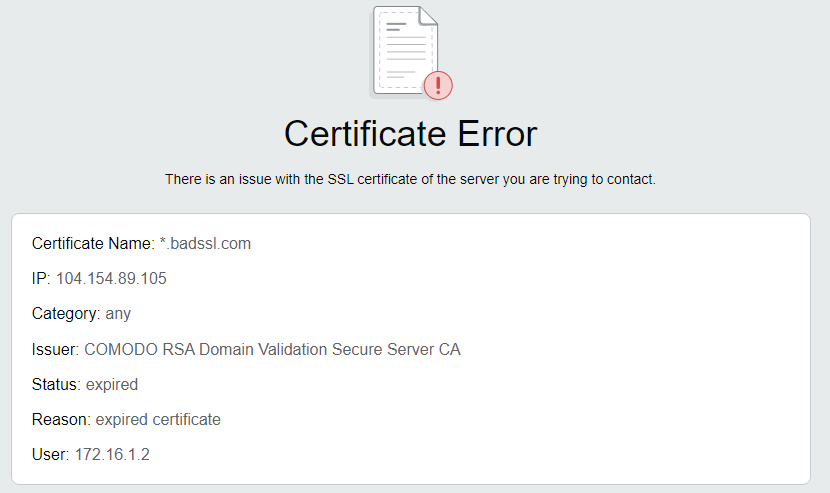 Certificate Error
There is an issue with the SSL certificate of the server you are trying to contact.
Certificate Name: *.badssl.com
IP: 104.154.89.105
Category: any
Issuer: COMODO RSA Domain Validation Secure Server CA
Status: expired
Reason: expired certificate
User: 172.16.1.2